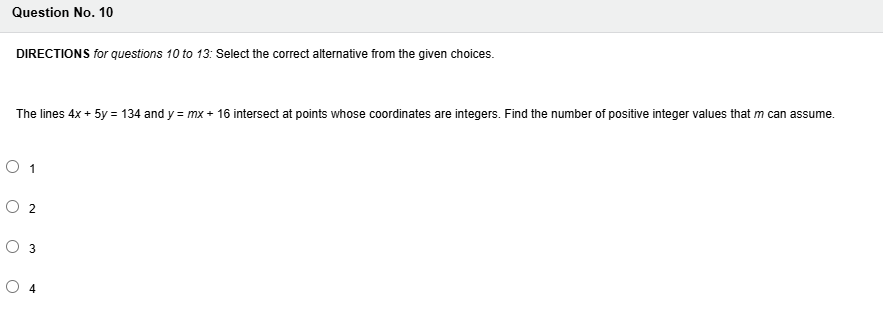 Question No. 10
DIRECTIONS for questions 10 to 13: Select the correct alternative from the given choices.
The lines 4x + 5y = 134 and y = mx + 16 intersect at points whose coordinates are integers. Find the number of positive integer values that m can assume.
1
2
3
4